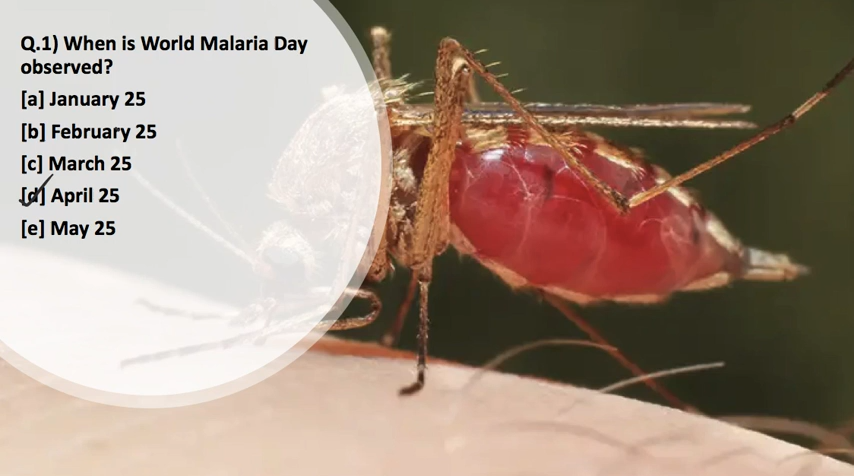 Q.1) When is World Malaria Day
observed?
[a] January 25
[b] February 25
[c] March 25
[d] April 25
[e] May 25